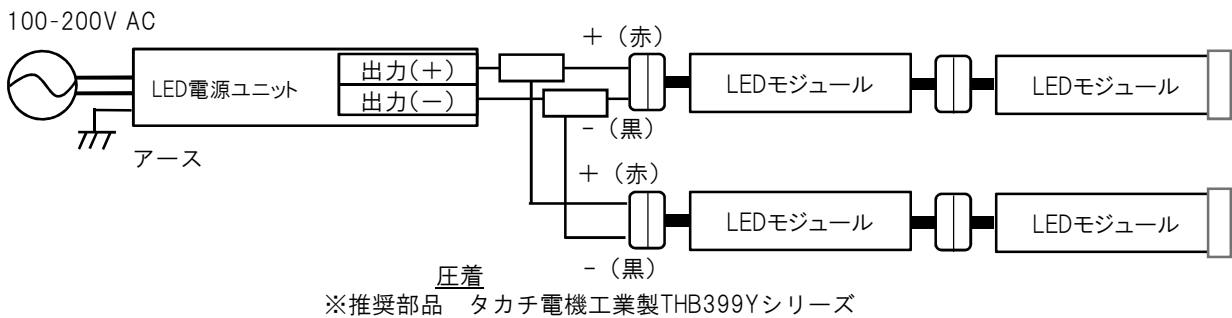 100-200V AC
LED電源ユニット
出力(+)
出力(-)
アース
+（赤）
-（黒）
LEDモジュール
LEDモジュール
+（赤）
-（黒）
LEDモジュール
LEDモジュール
圧着
※推奨部品　タカチ電機工業製THB399Yシリーズ